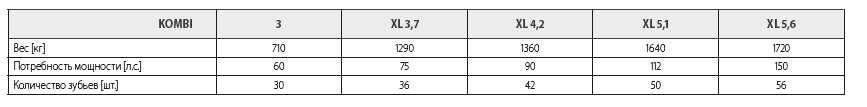 KOMBI 3 XL 3,7 XL 4,2 XL 5,1 XL 5,6
Вес [кг] 710 1290 1360 1640 1720
Потребность мощности [л.с.] 60 75 90 112 150
Количество зубьев [шт.] 30 36 42 50 56